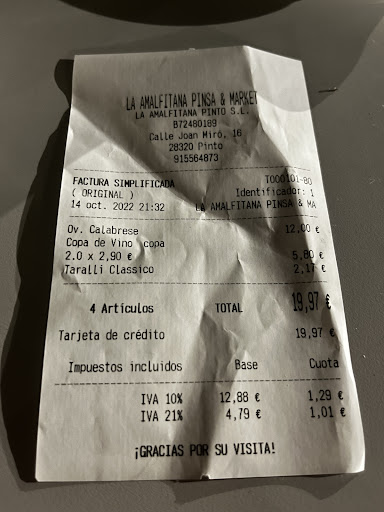 LA AMALFITANA PINSA & MARKET
LA AMALFITANA PINTO S.L.
B72480189
Calle Joan Miró, 16
28320 Pinto
915564873
FACTURA SIMPLIFICADA T000101-80
( ORIGINAL ) Identificador: 1
14 oct. 2022 21:32 LA AMALFITANA PINSA & MA
Ov. Calabrese 12,00 €
Copa de Vino copa
2.0 x 2,90 € 5,80 €
Taralli Classico 2,17 €
4 Artículos TOTAL 19,97 €
Tarjeta de crédito 19,97 €
Impuestos incluidos Base Cuota
IVA 10% 12,88 € 1,29 €
IVA 21% 4,79 € 1,01 €
¡GRACIAS POR SU VISITA!